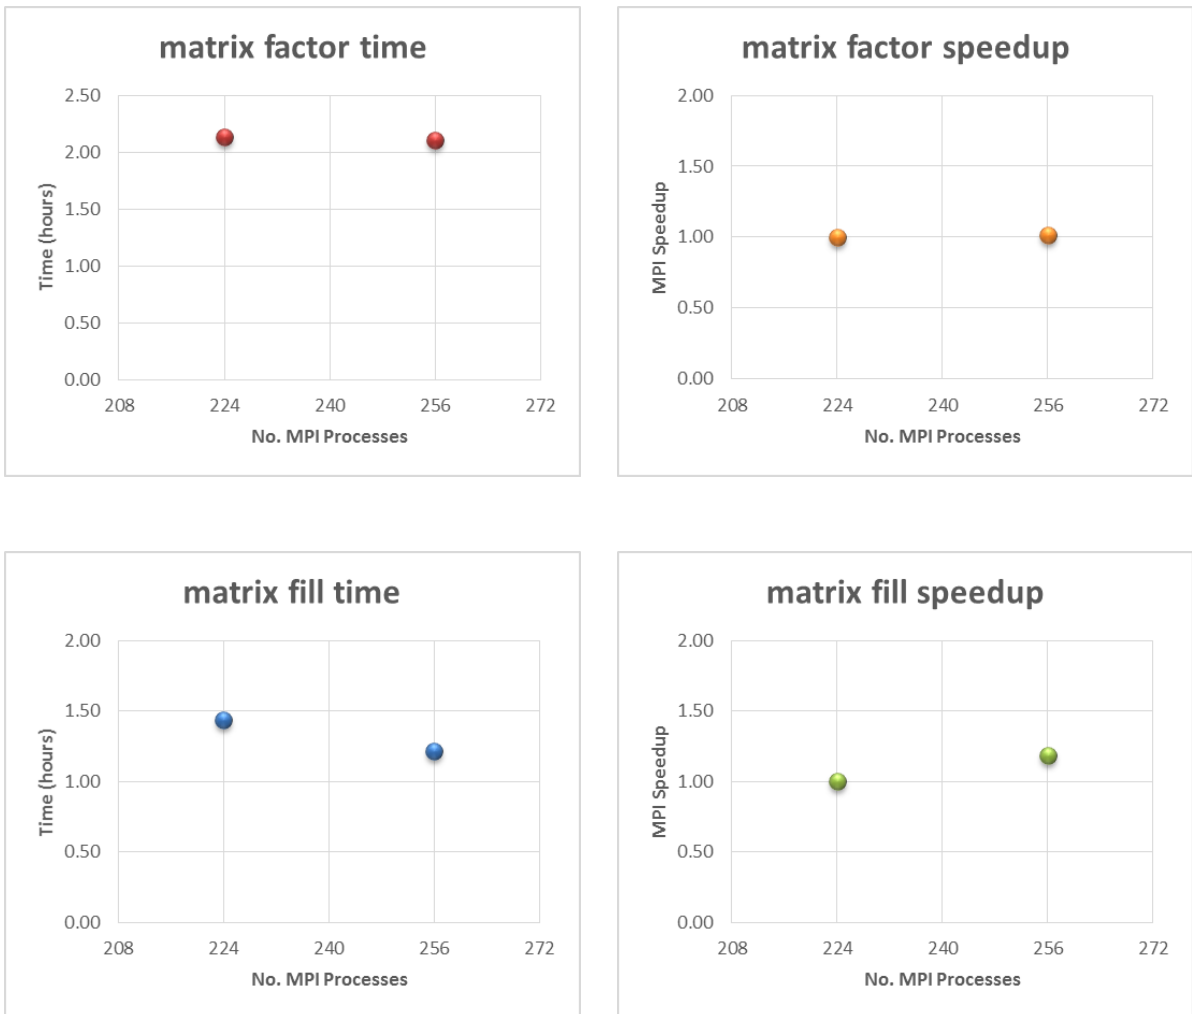 matrix factor time
2.50
2.00
1.50
1.00
0.50
0.00
Time (hours)
208 224 240 256 272
No. MPI Processes
matrix factor speedup
2.00
1.50
1.00
0.50
0.00
MPI Speedup
208 224 240 256 272
No. MPI Processes
matrix fill time
2.00
1.50
1.00
0.50
0.00
Time (hours)
208 224 240 256 272
No. MPI Processes
matrix fill speedup
2.00
1.50
1.00
0.50
0.00
MPI Speedup
208 224 240 256 272
No. MPI Processes